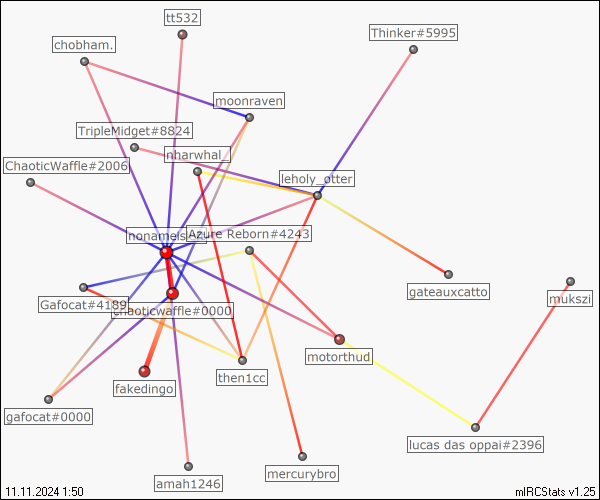 tt532
Thinker#5995
chobham.
moonraven
TripleMidget#8824
nharwhal_
ChaoticWaffle#2006
leholy_otter
Azure Reborn#4243
Gafocat#4189
chaoticwaffle#0000
gateauxcatto
mukszi
motorthud
then1cc
fakedingo
gafocat#0000
lucas das oppai#2396
mercurybro
amah1246
11.11.2024 1:50
mIRCStats v1.25